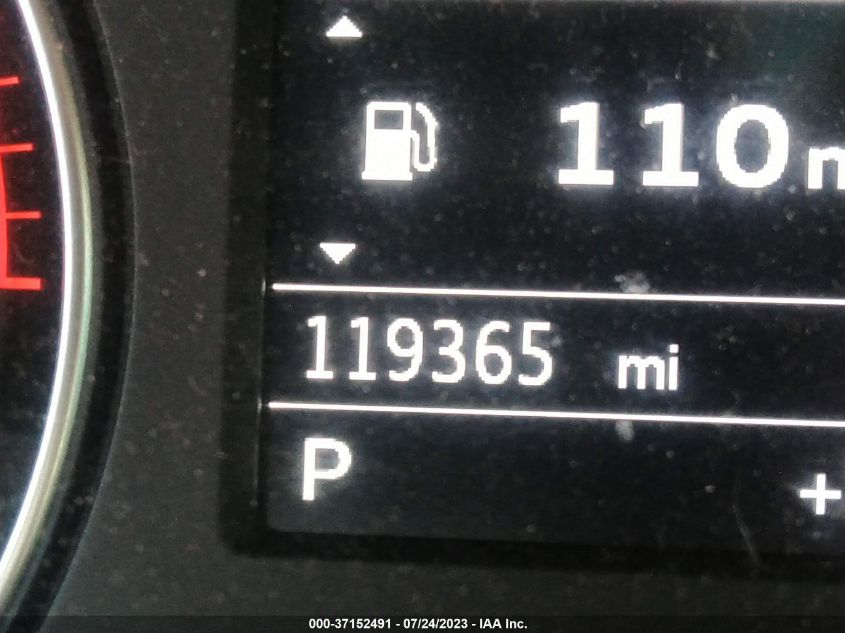 110
119365 mi
P +
000-37152491 - 07/24/2023 - IAA Inc.